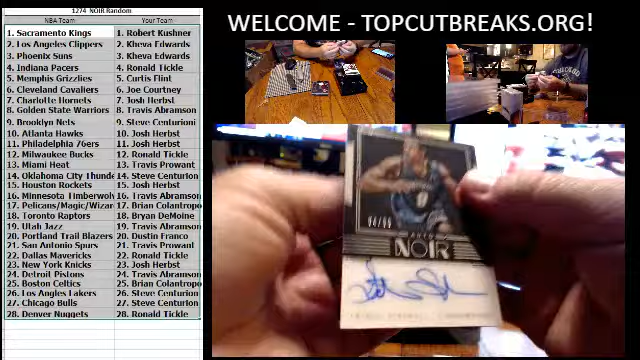 1274 NOIR Random
WELCOME - TOPCUTBREAKS.ORG!
NBA Team Your Team
1. Sacramento Kings 1. Robert Kushner
2. Los Angeles Clippers 2. Kheva Edwards
3. Phoenix Suns 3. Kheva Edwards
4. Indiana Pacers 4. Ronald Tickle
5. Memphis Grizzlies 5. Curtis Flint
6. Cleveland Cavaliers 6. Joe Courtney
7. Charlotte Hornets 7. Josh Herbst
8. Golden State Warriors 8. Travis Abramson
9. Brooklyn Nets 9. Steve Centurioni
10. Atlanta Hawks 10. Josh Herbst
11. Philadelphia 76ers 11. Josh Herbst
12. Milwaukee Bucks 12. Ronald Tickle
13. Miami Heat 13. Travis Prowant
14. Oklahoma City Thunde 14. Steve Centurion
15. Houston Rockets 15. Josh Herbst
16. Minnesota Timberwolv 16. Travis Abramson
17. Pelicans/Magic/Wizar 17. Brian Colantropo
18. Toronto Raptors 18. Bryan DeMoine
19. Utah Jazz 19. Travis Abramson
20. Portland Trail Blazers 20. Dustin Franco
21. San Antonio Spurs 21. Travis Prowant
22. Dallas Mavericks 22. Ronald Tickle
23. New York Knicks 23. Josh Herbst
24. Detroit Pistons 24. Travis Abramson
25. Boston Celtics 25. Brian Colantropo
26. Los Angeles Lakers 26. Steve Centurion
27. Chicago Bulls 27. Steve Centurion
28. Denver Nuggets 28. Ronald Tickle
94/99
NOIR